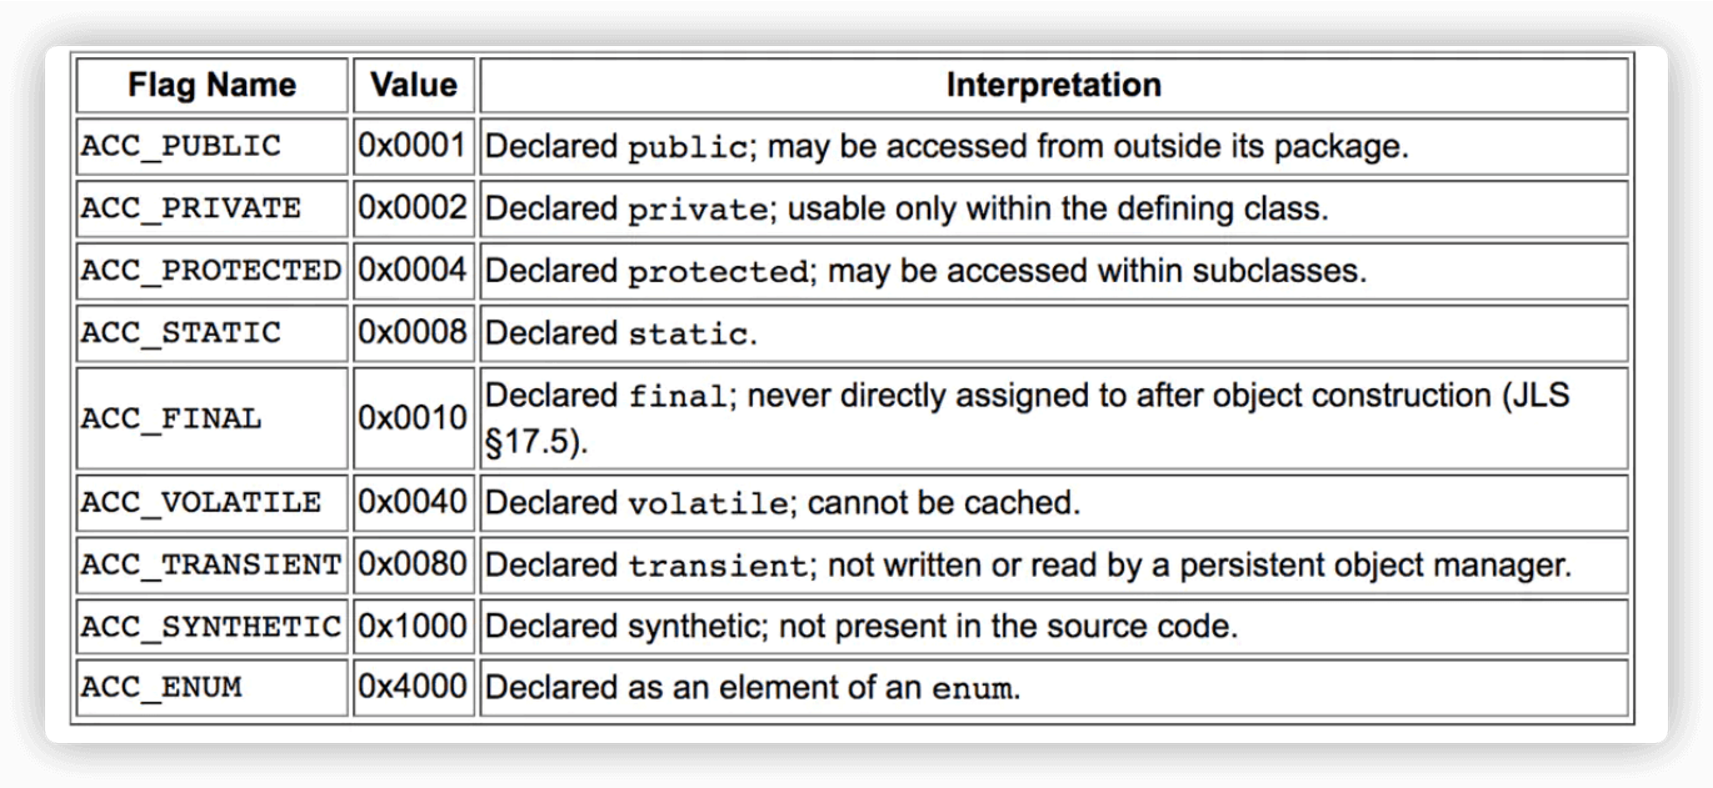 Flag Name Value Interpretation
ACC_PUBLIC 0x0001 Declared public; may be accessed from outside its package.
ACC_PRIVATE 0x0002 Declared private; usable only within the defining class.
ACC_PROTECTED 0x0004 Declared protected; may be accessed within subclasses.
ACC_STATIC 0x0008 Declared static.
ACC_FINAL 0x0010 Declared final; never directly assigned to after object construction (JLS
§17.5).
ACC_VOLATILE 0x0040 Declared volatile; cannot be cached.
ACC_TRANSIENT 0x0080 Declared transient; not written or read by a persistent object manager.
ACC_SYNTHETIC 0x1000 Declared synthetic; not present in the source code.
ACC_ENUM 0x4000 Declared as an element of an enum.